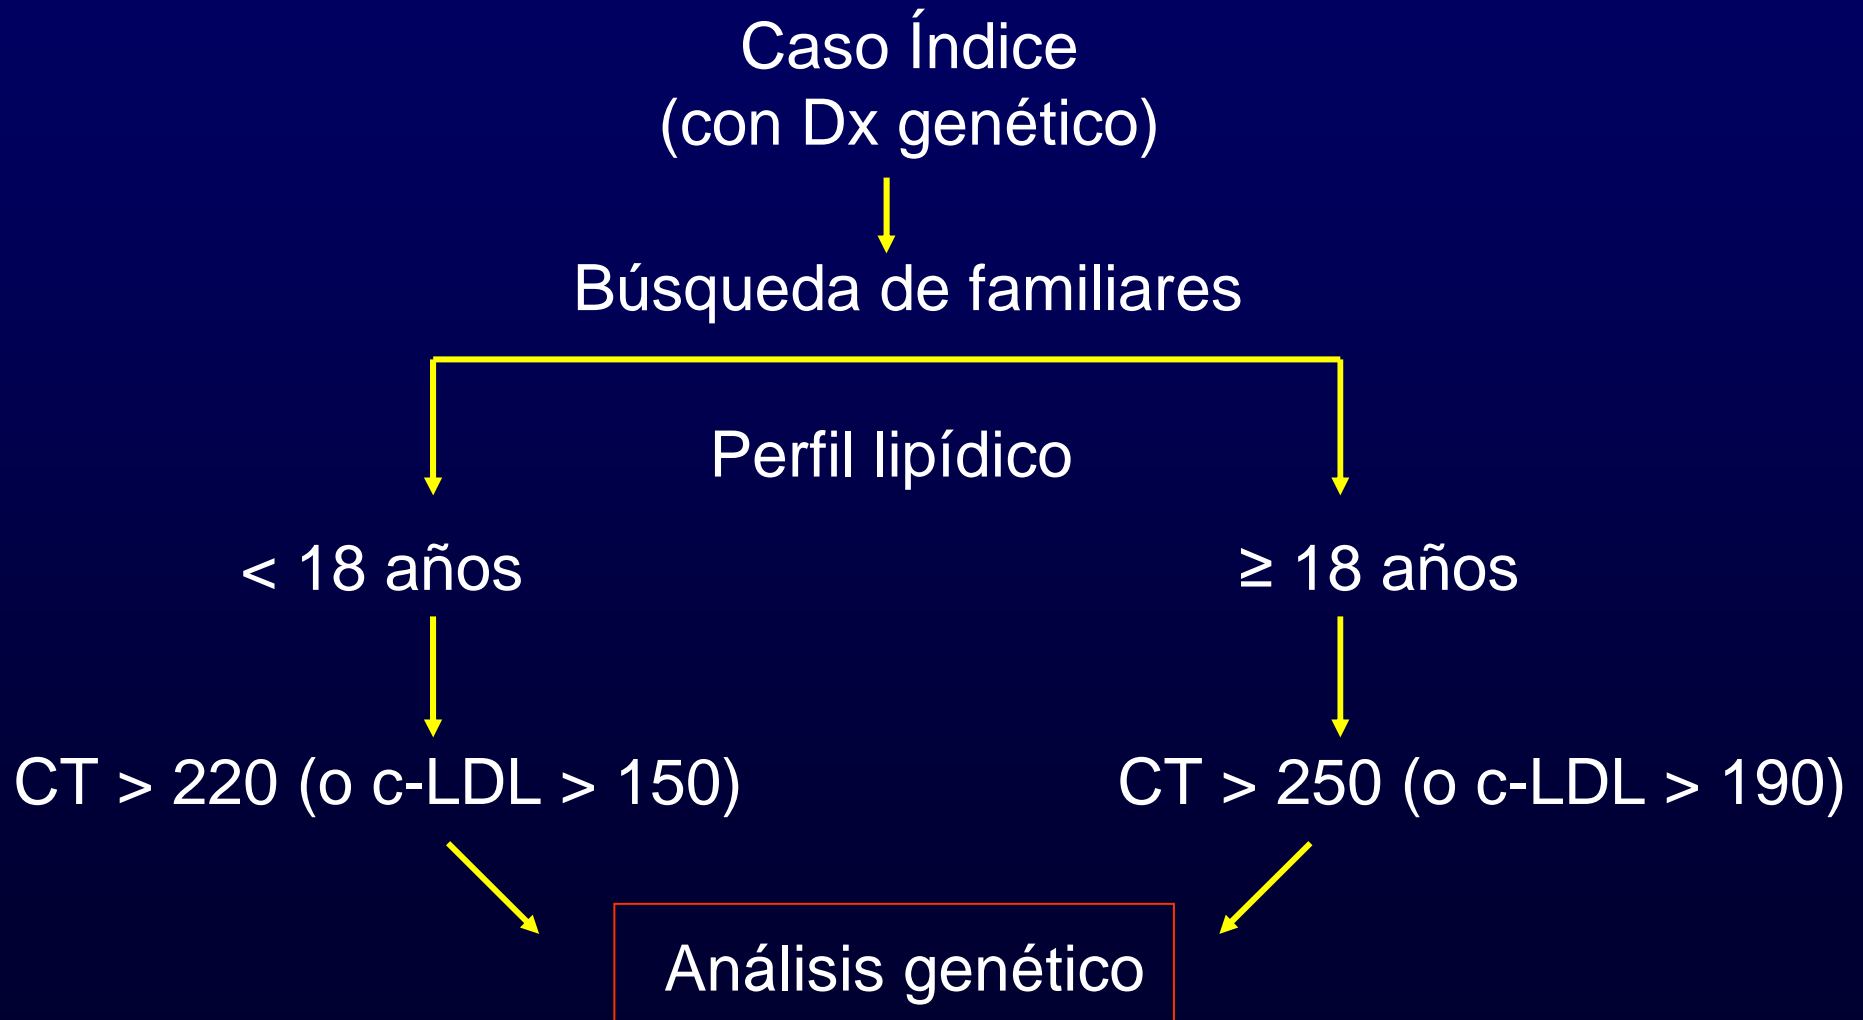 Caso Índice
(con Dx genético)
Búsqueda de familiares
Perfil lipídico
< 18 años
≥ 18 años
CT > 220 (o c-LDL > 150)
CT > 250 (o c-LDL > 190)
Análisis genético